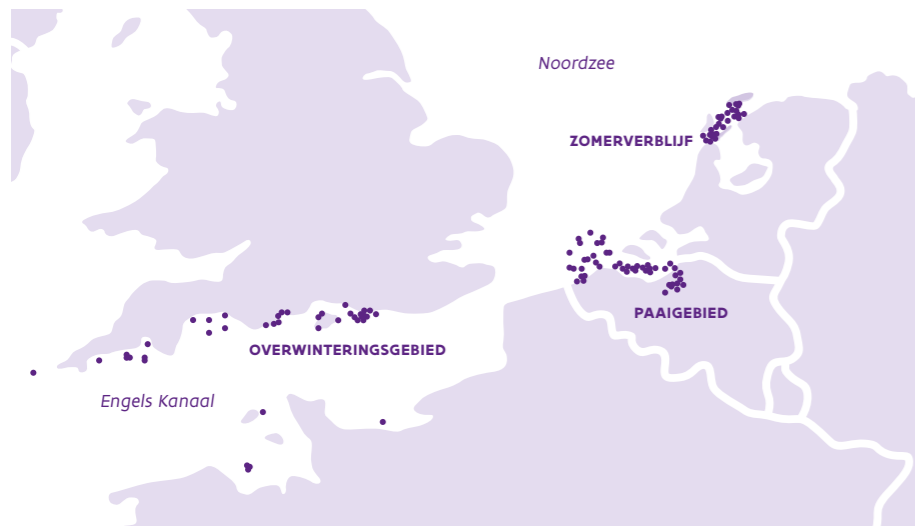 Noordzee
ZOMERVERBLIJF
PAAIGEBIED
OVERWINTERINGSGEBIED
Engels Kanaal